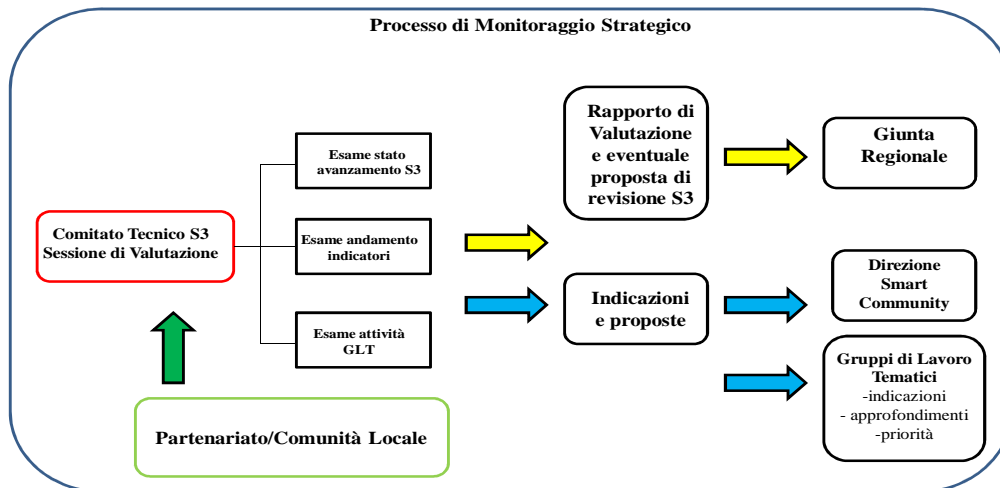 Processo di Monitoraggio Strategico
Comitato Tecnico S3
Sessione di Valutazione
Partenariato/Comunità Locale
Esame stato
avanzamento S3
Esame andamento
indicatori
Esame attività
GLT
Rapporto di
Valutazione
e eventuale
proposta di
revisione S3
Indicazioni
e proposte
Giunta
Regionale
Direzione
Smart
Community
Gruppi di Lavoro
Tematici
-indicazioni
- approfondimenti
-priorità